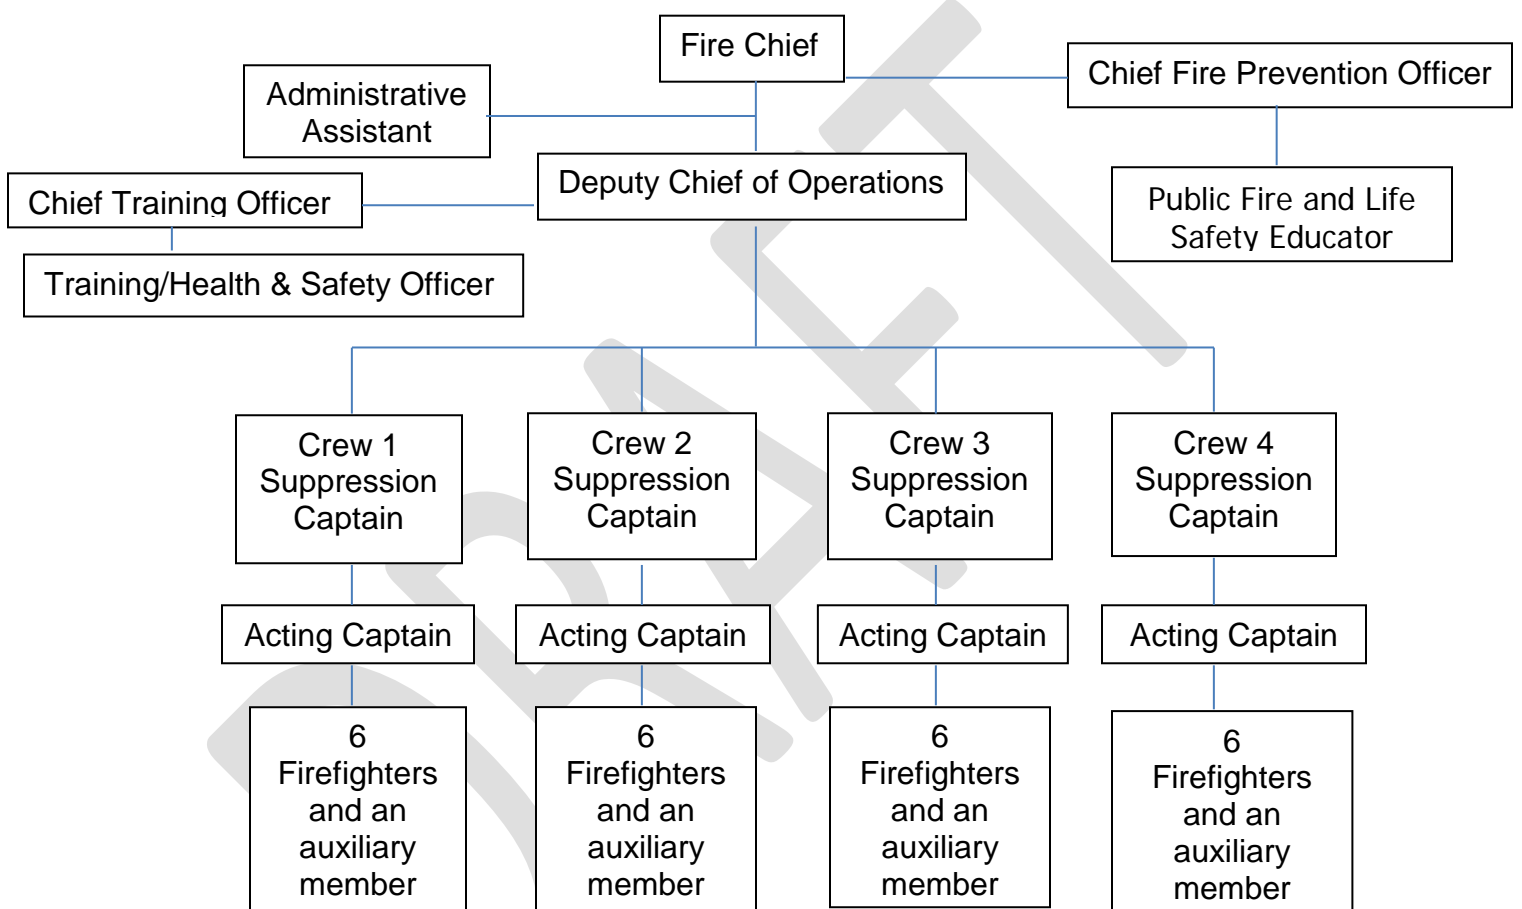 Fire Chief
Chief Fire Prevention Officer
Administrative
Assistant
Deputy Chief of Operations
Chief Training Officer
Public Fire and Life
Safety Educator
Training/Health & Safety Officer
Crew 1
Suppression
Captain
Crew 2
Suppression
Captain
Crew 3
Suppression
Captain
Crew 4
Suppression
Captain
Acting Captain
Acting Captain
Acting Captain
Acting Captain
6
Firefighters
and an
auxiliary
member
6
Firefighters
and an
auxiliary
member
6
Firefighters
and an
auxiliary
member
6
Firefighters
and an
auxiliary
member
DRAFT